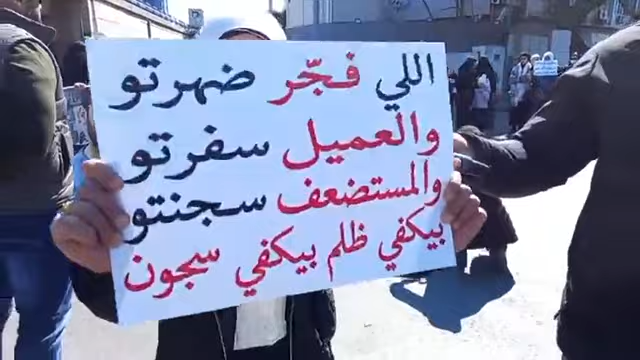 اللي فجّر ضهرتو
والعميل سفرتو
والمستضعف سجنتو
بيكفي ظلم بيكفي سجون